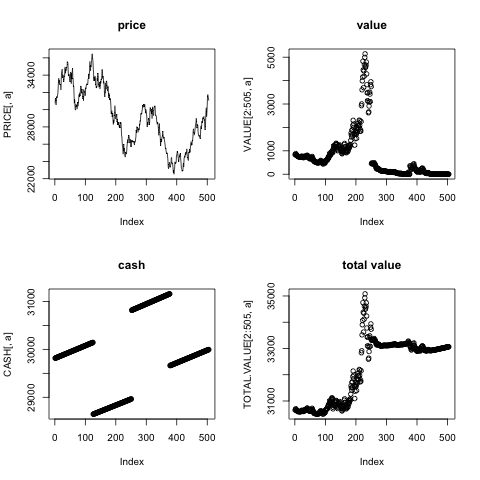 price
PRICE[, a]
22000 28000 34000
0 100 200 300 400 500
Index
value
VALUE[2:505, a]
0 1000 3000 5000
0 100 200 300 400 500
Index
cash
CASH[, a]
29000 30000 31000
0 100 200 300 400 500
Index
total value
TOTAL.VALUE[2:505, a]
31000 33000 35000
0 100 200 300 400 500
Index